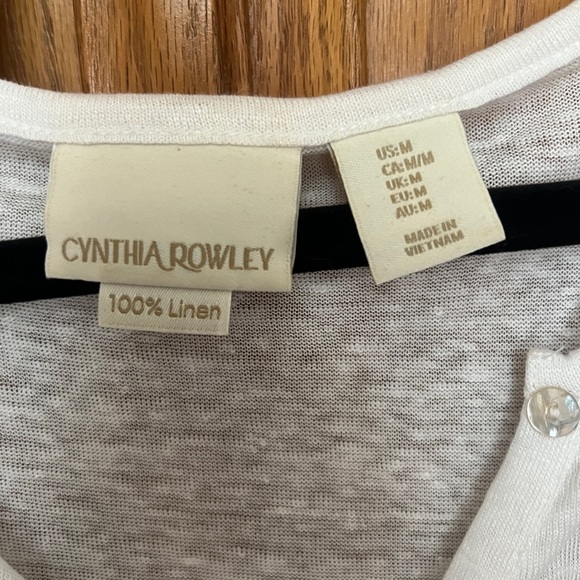 CYNTHIA ROWLEY
100% Linen
US:M
CA:M/M
UK:M
EU:M
AU:M
MADE IN
VIETNAM